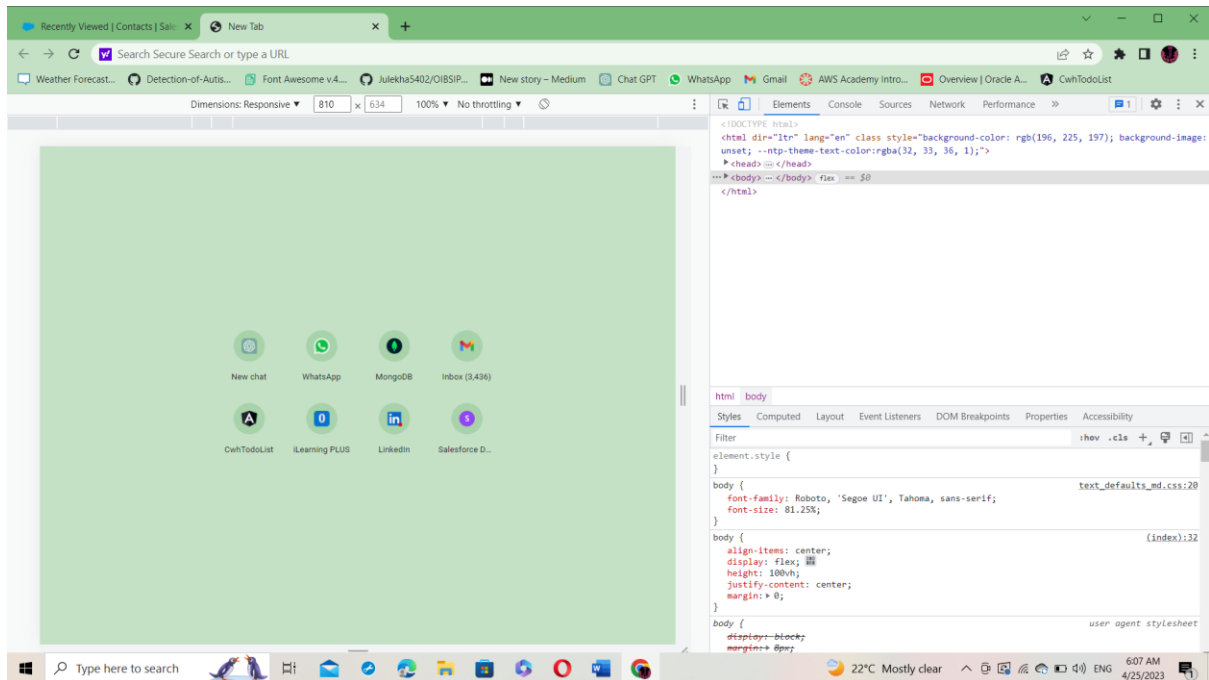 Recently Viewed | Contacts | Sale
New Tab
Search Secure Search or type a URL
Weather Forecast... Detection-of-Autis... Font Awesome v.4.... Julekha5402/OIBSIP... New story – Medium Chat GPT WhatsApp Gmail AWS Academy Intro... Overview | Oracle A... CwhTodoList
Dimensions: Responsive ▼ 810 x 634 100% ▼ No throttling ▼
Elements Console Sources Network Performance » 1
<!DOCTYPE html>
<html dir="ltr" lang="en" class style="background-color: rgb(196, 225, 197); background-image:
unset; --ntp-theme-text-color:rgba(32, 33, 36, 1);">
▶<head> … </head>
…▶<body> … </body> flex == $0
</html>
New chat WhatsApp MongoDB Inbox (3,436)
CwhTodoList iLearning PLUS LinkedIn Salesforce D...
html body
Styles Computed Layout Event Listeners DOM Breakpoints Properties Accessibility
Filter :hov .cls +
element.style {
}
body { text_defaults_md.css:20
font-family: Roboto, 'Segoe UI', Tahoma, sans-serif;
font-size: 81.25%;
}
body { (index):32
align-items: center;
display: flex;
height: 100vh;
justify-content: center;
margin:▶ 0;
}
body { user agent stylesheet
display: block;
margin:▶ 8px;
Type here to search
22°C Mostly clear ENG 6:07 AM
4/25/2023